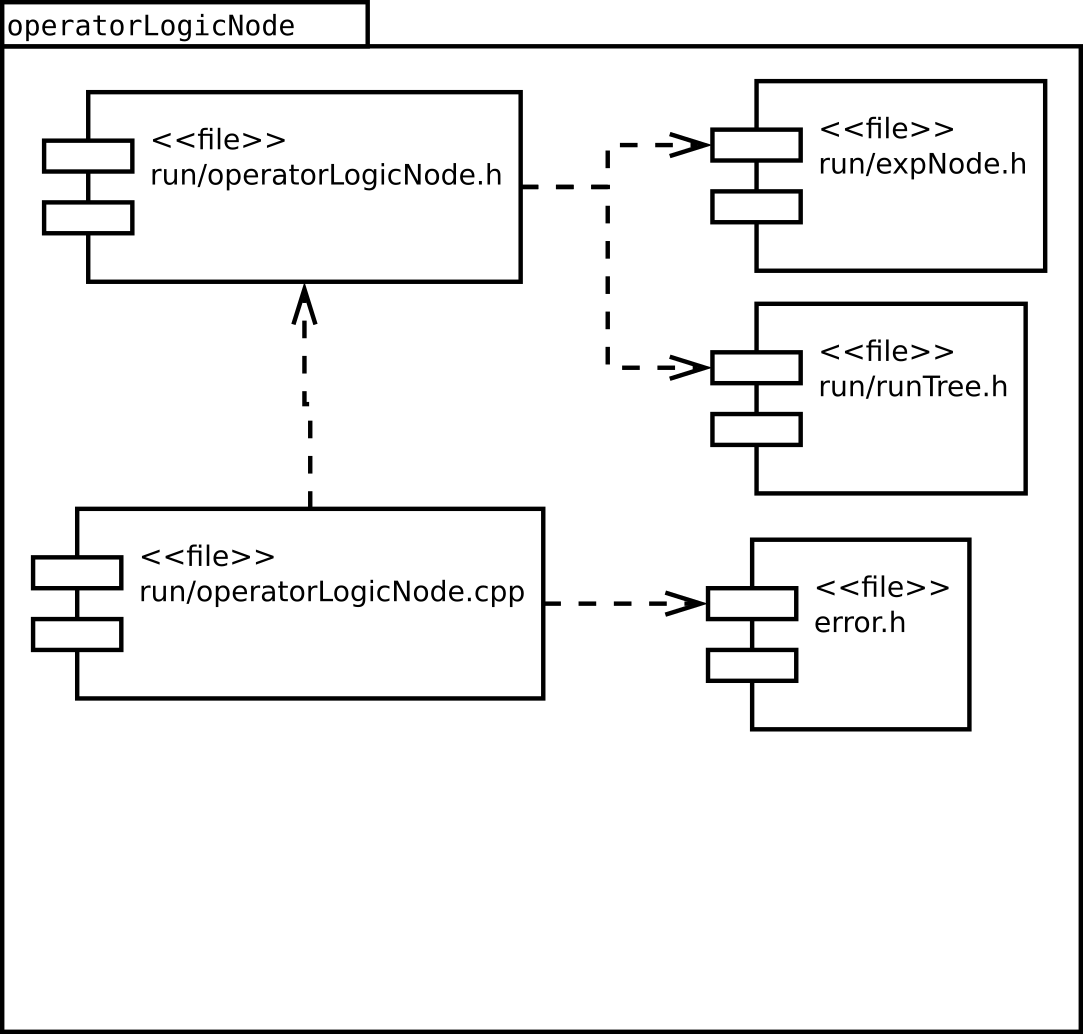 operatorLogicNode
<<file>>
run/operatorLogicNode.h
<<file>>
run/expNode.h
<<file>>
run/runTree.h
<<file>>
run/operatorLogicNode.cpp
<<file>>
error.h